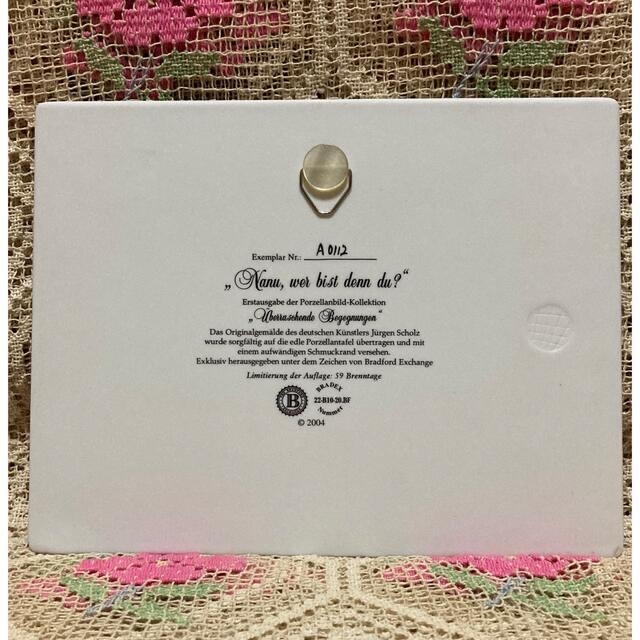 Exemplar Nr.: A 0112
„Nanu, wer bist denn du?“
Erstausgabe der Porzellanbild-Kollektion
„Überraschende Begegnungen“
Das Originalgemälde des deutschen Künstlers Jürgen Scholz
wurde sorgfältig auf die edle Porzellantafel übertragen und mit
einem aufwändigen Schmuckrand versehen.
Exklusiv herausgegeben unter dem Zeichen von Bradford Exchange
Limitierung der Auflage: 59 Brenntage
B
BRADEX
22-B10-20.BF
Nummer
© 2004